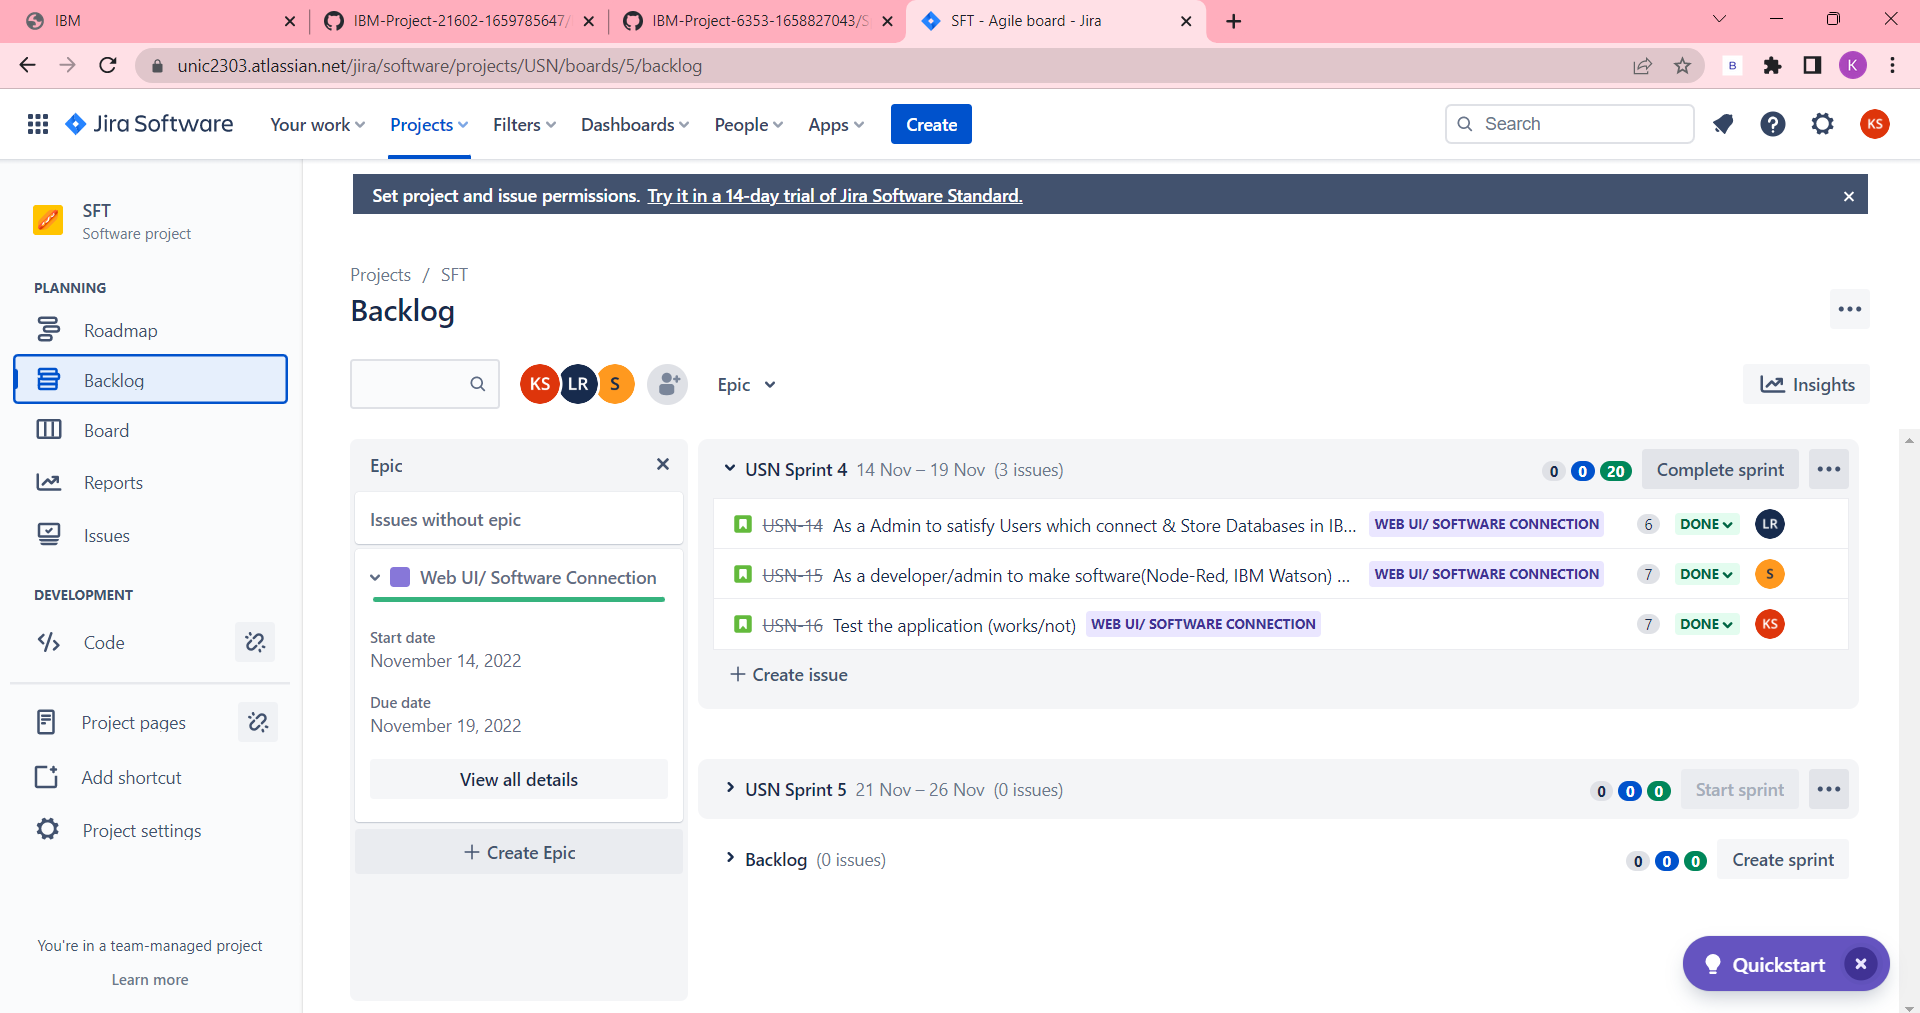 IBM
IBM-Project-21602-1659785647/
IBM-Project-6353-1658827043/S
SFT - Agile board - Jira
unic2303.atlassian.net/jira/software/projects/USN/boards/5/backlog
B
K
Jira Software
Your work
Projects
Filters
Dashboards
People
Apps
Create
Search
KS
SFT
Software project
PLANNING
Roadmap
Backlog
Board
Reports
Issues
DEVELOPMENT
Code
Project pages
Add shortcut
Project settings
You're in a team-managed project
Learn more
Set project and issue permissions. Try it in a 14-day trial of Jira Software Standard.
Projects / SFT
Backlog
KS LR S
Epic
Insights
Epic
Issues without epic
Web UI/ Software Connection
Start date
November 14, 2022
Due date
November 19, 2022
View all details
+ Create Epic
USN Sprint 4 14 Nov – 19 Nov (3 issues) 0 0 20 Complete sprint
USN-14 As a Admin to satisfy Users which connect & Store Databases in IB... WEB UI/ SOFTWARE CONNECTION 6 DONE LR
USN-15 As a developer/admin to make software(Node-Red, IBM Watson) ... WEB UI/ SOFTWARE CONNECTION 7 DONE S
USN-16 Test the application (works/not) WEB UI/ SOFTWARE CONNECTION 7 DONE KS
+ Create issue
USN Sprint 5 21 Nov – 26 Nov (0 issues) 0 0 0 Start sprint
Backlog (0 issues) 0 0 0 Create sprint
Quickstart